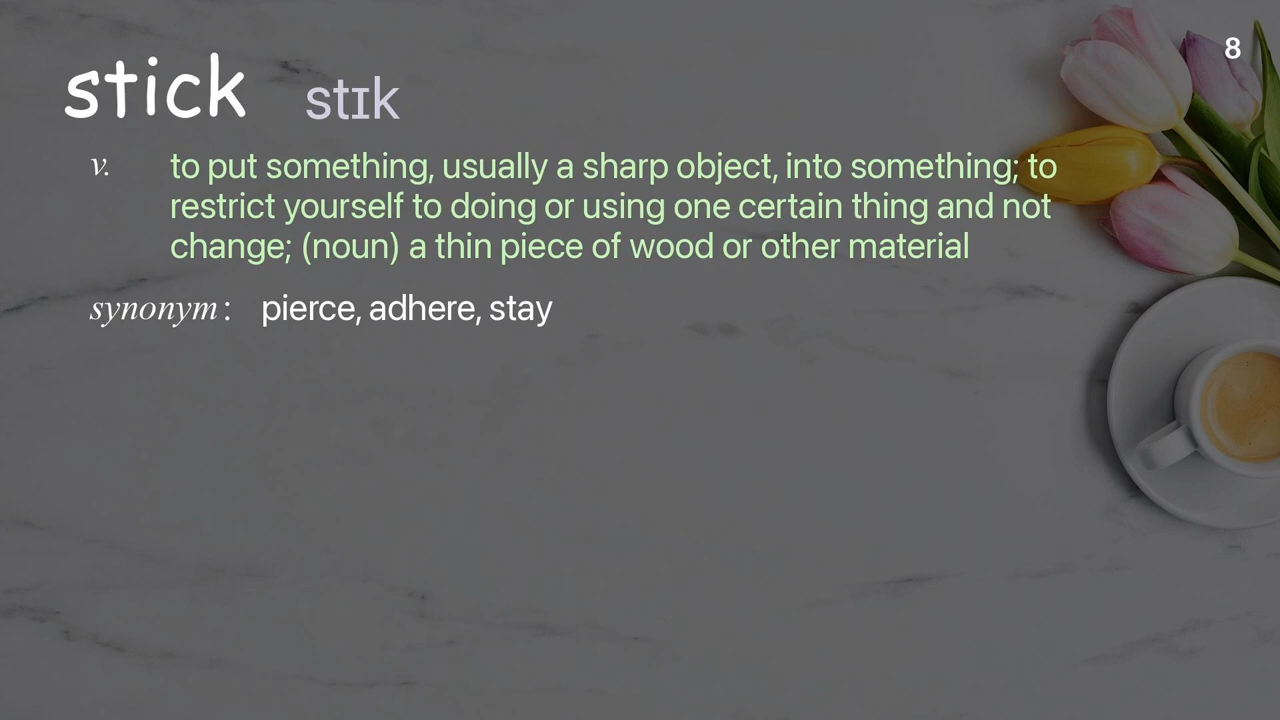 8
stick stɪk
v. to put something, usually a sharp object, into something; to
restrict yourself to doing or using one certain thing and not
change; (noun) a thin piece of wood or other material
synonym : pierce, adhere, stay